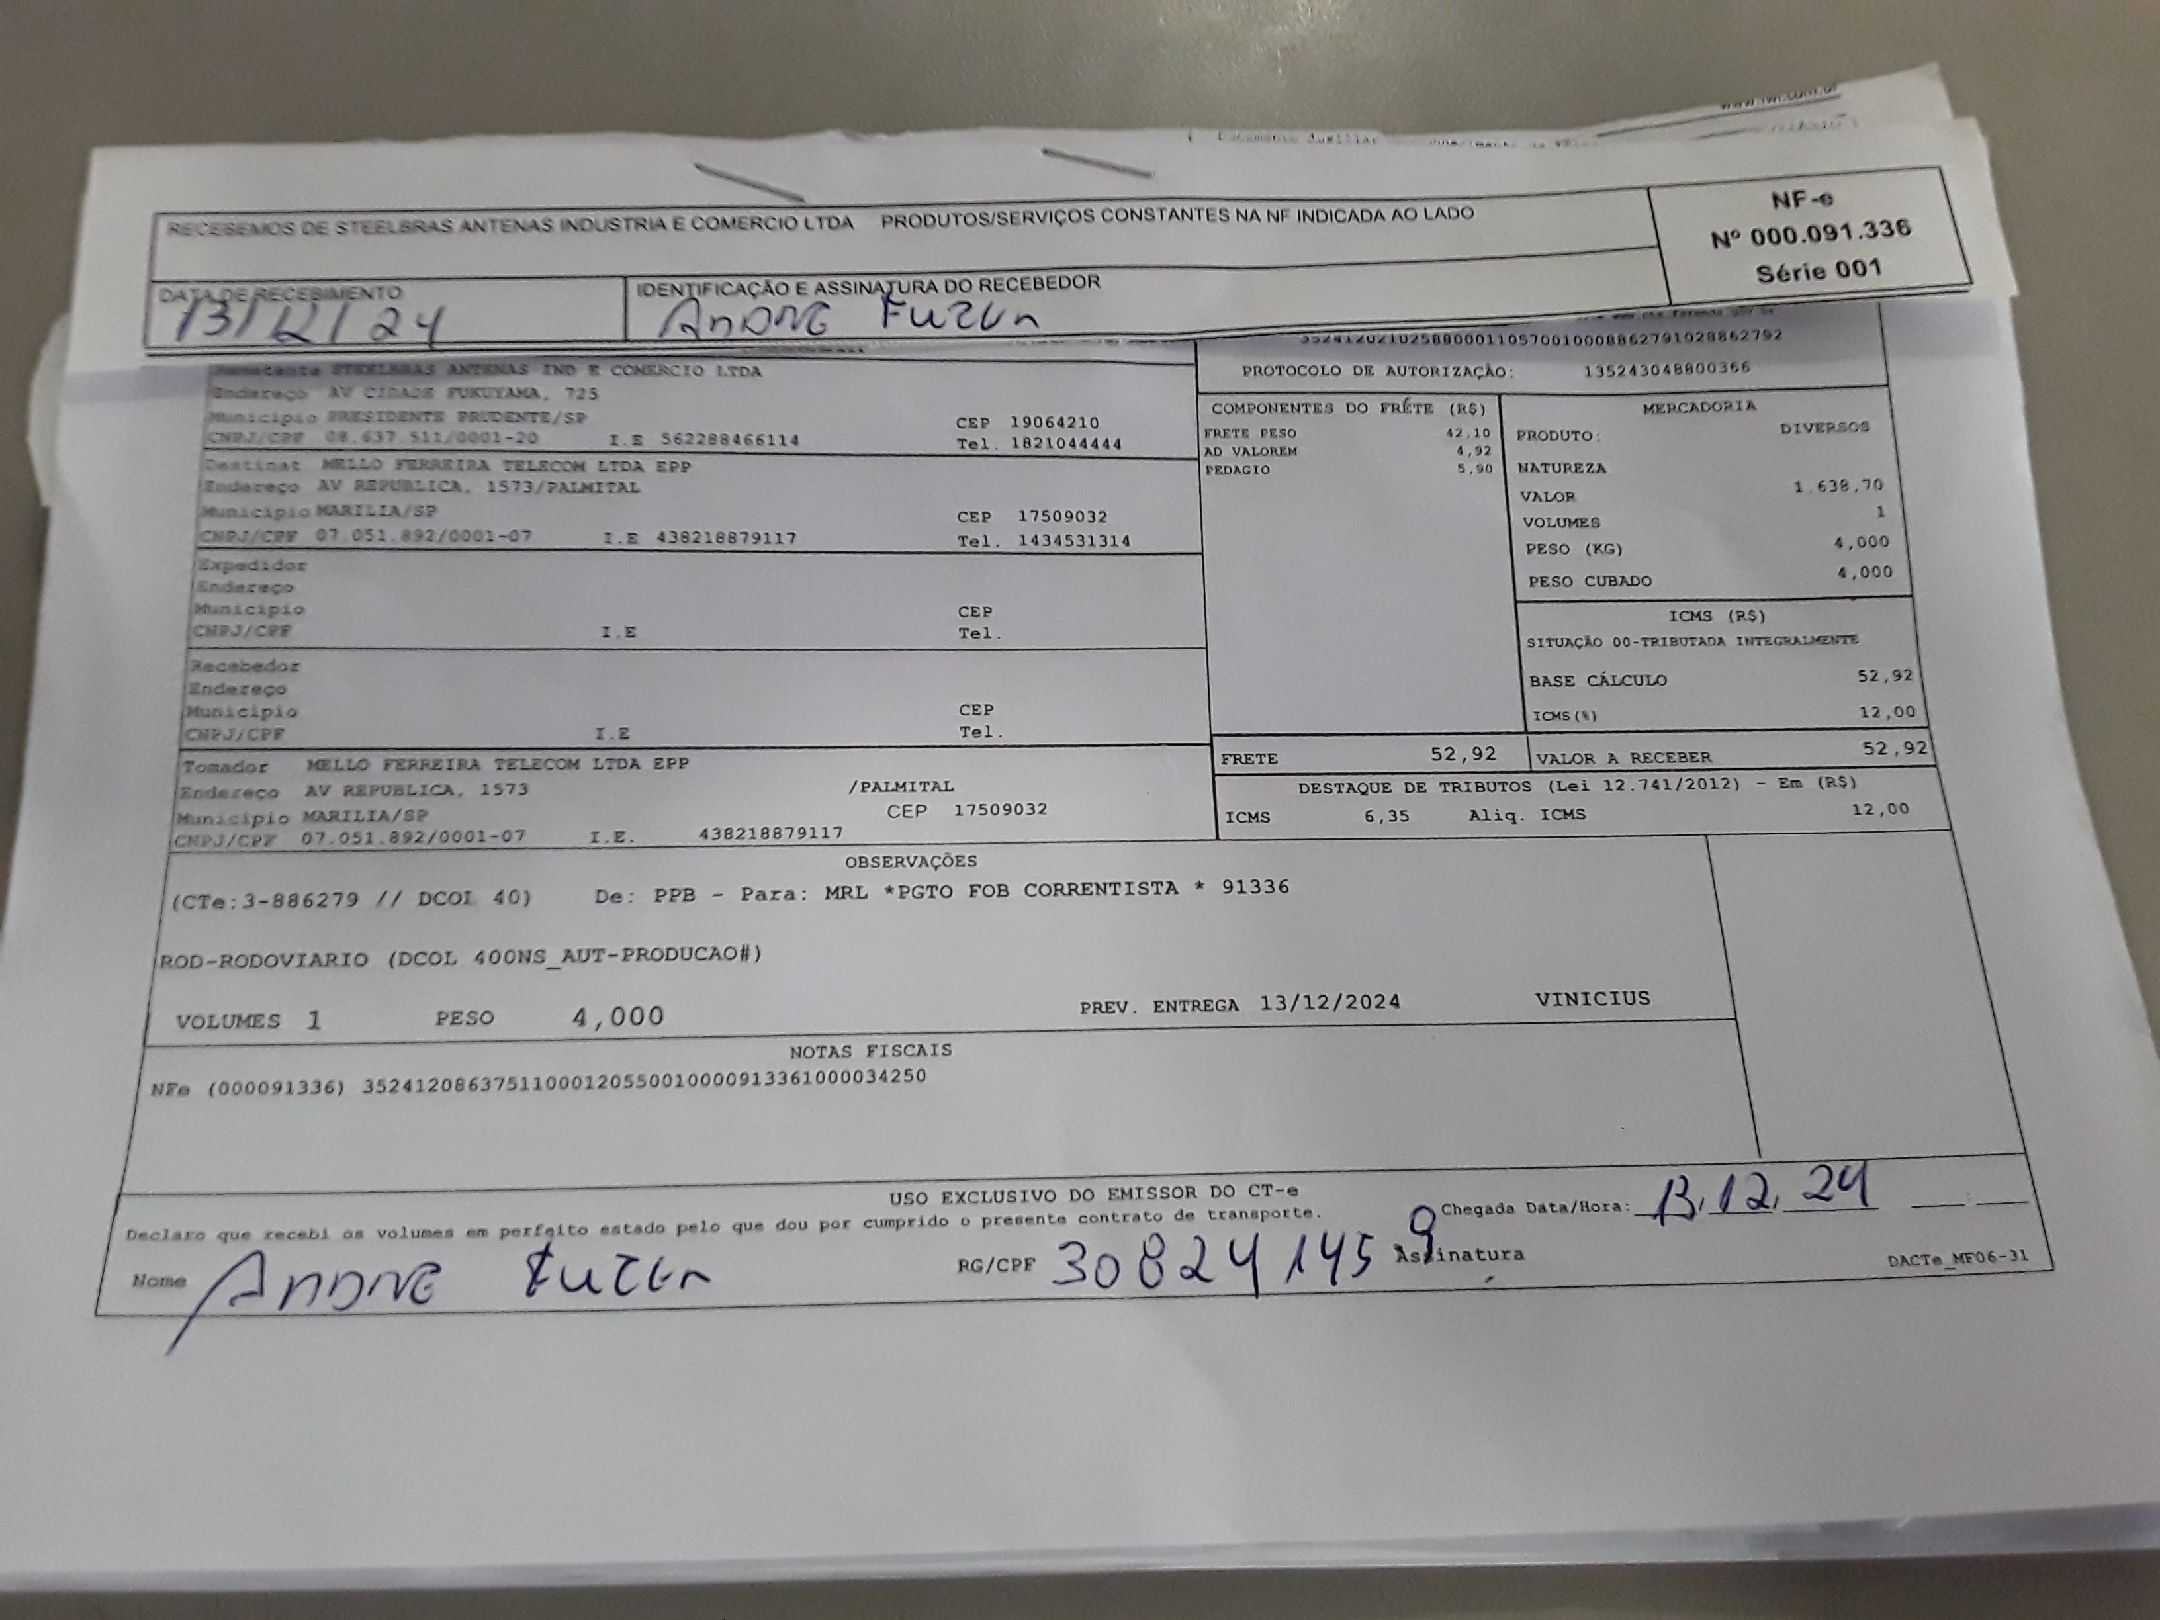 www.
Documento Auxiliar
RECEBEMOS DE STEELBRAS ANTENAS INDUSTRIA E COMERCIO LTDA PRODUTOS/SERVIÇOS CONSTANTES NA NF INDICADA AO LADO
NF-e
Nº 000.091.336
Série 001
DATA DE RECEBIMENTO
13/12/24
IDENTIFICAÇÃO E ASSINATURA DO RECEBEDOR
ANDRE
35241202102588000110570010008862791028862792
PROTOCOLO DE AUTORIZAÇÃO: 135243048800366
Remetente STEELBRAS ANTENAS IND E COMERCIO LTDA
Endereço AV CIDADE FUKUYAMA, 725
Município PRESIDENTE PRUDENTE/SP CEP 19064210
CNPJ/CPF 08.637.511/0001-20 I.E 562288466114 Tel. 1821044444
Destinat MELLO FERREIRA TELECOM LTDA EPP
Endereço AV REPUBLICA, 1573/PALMITAL
Município MARILIA/SP CEP 17509032
CNPJ/CPF 07.051.892/0001-07 I.E 438218879117 Tel. 1434531314
Expedidor
Endereço
Município CEP
CNPJ/CPF I.E Tel.
Recebedor
Endereço
Município CEP
CNPJ/CPF I.E Tel.
Tomador MELLO FERREIRA TELECOM LTDA EPP
Endereço AV REPUBLICA, 1573 /PALMITAL
Município MARILIA/SP CEP 17509032
CNPJ/CPF 07.051.892/0001-07 I.E. 438218879117
COMPONENTES DO FRETE (R$)
FRETE PESO 42,10
AD VALOREM 4,92
PEDAGIO 5,90
MERCADORIA
PRODUTO: DIVERSOS
NATUREZA
VALOR 1.638,70
VOLUMES 1
PESO (KG) 4,000
PESO CUBADO 4,000
ICMS (R$)
SITUAÇÃO 00-TRIBUTADA INTEGRALMENTE
BASE CÁLCULO 52,92
ICMS(%) 12,00
FRETE 52,92 VALOR A RECEBER 52,92
DESTAQUE DE TRIBUTOS (Lei 12.741/2012) - Em (R$)
ICMS 6,35 Aliq. ICMS 12,00
OBSERVAÇÕES
(CTe:3-886279 // DCOL 40) De: PPB - Para: MRL *PGTO FOB CORRENTISTA * 91336
ROD-RODOVIARIO (DCOL 400NS_AUT-PRODUCAO#)
VOLUMES 1 PESO 4,000 PREV. ENTREGA 13/12/2024 VINICIUS
NOTAS FISCAIS
NFe (000091336) 35241208637511000120550010000913361000034250
USO EXCLUSIVO DO EMISSOR DO CT-e
Declaro que recebi os volumes em perfeito estado pelo que dou por cumprido o presente contrato de transporte.
Chegada Data/Hora: 13.12.24
Nome ANDRE RG/CPF 30824145 9 Assinatura
DACTe_MF06-31